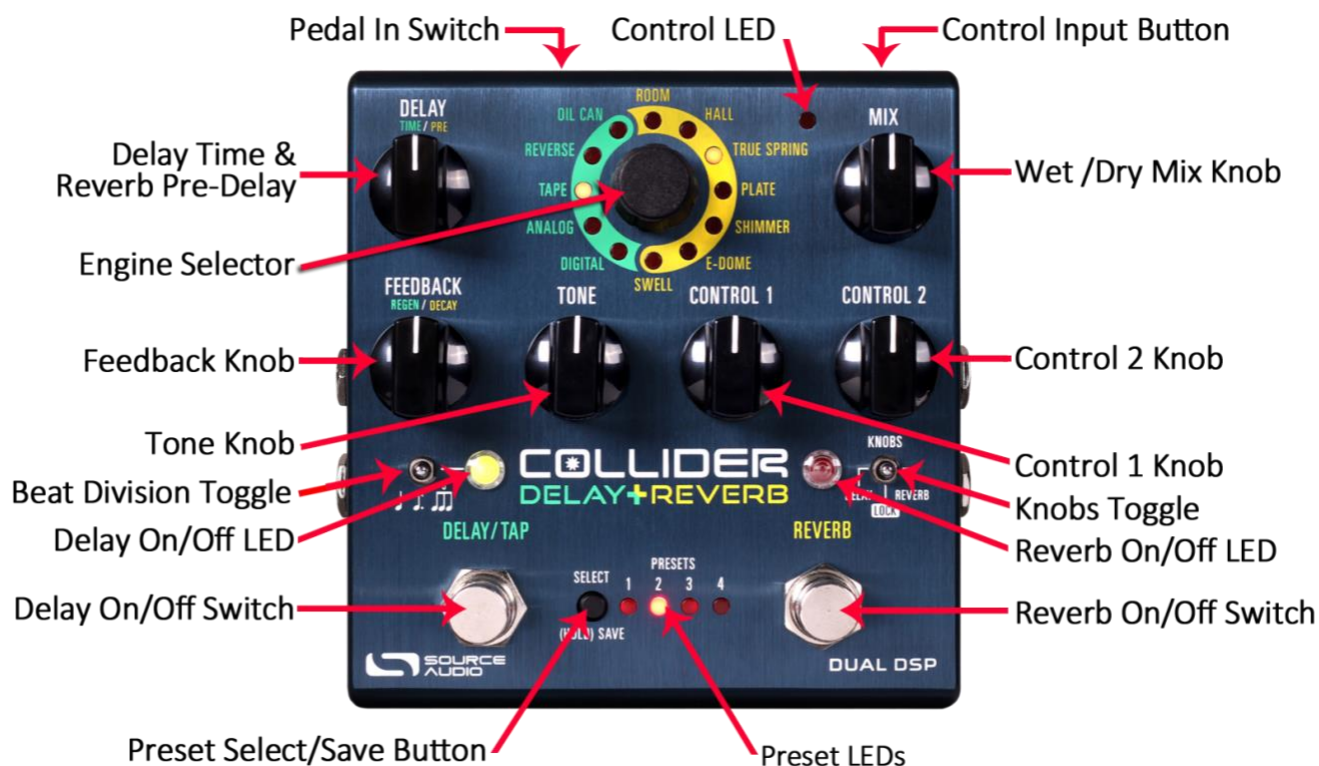 Pedal In Switch
Control LED
Control Input Button
Delay Time &
Reverb Pre-Delay
Engine Selector
Feedback Knob
Tone Knob
Beat Division Toggle
Delay On/Off LED
Delay On/Off Switch
Preset Select/Save Button
Wet /Dry Mix Knob
Control 2 Knob
Control 1 Knob
Knobs Toggle
Reverb On/Off LED
Reverb On/Off Switch
Preset LEDs
DELAY
TIME / PRE
ROOM
OIL CAN
HALL
REVERSE
TRUE SPRING
TAPE
PLATE
ANALOG
SHIMMER
DIGITAL
E-DOME
SWELL
MIX
FEEDBACK
REGEN / DECAY
TONE
CONTROL 1
CONTROL 2
COLLIDER
DELAY+REVERB
KNOBS
DELAY
REVERB
LOCK
DELAY/TAP
REVERB
PRESETS
SELECT
1 2 3 4
(HOLD) SAVE
SOURCE
AUDIO
DUAL DSP